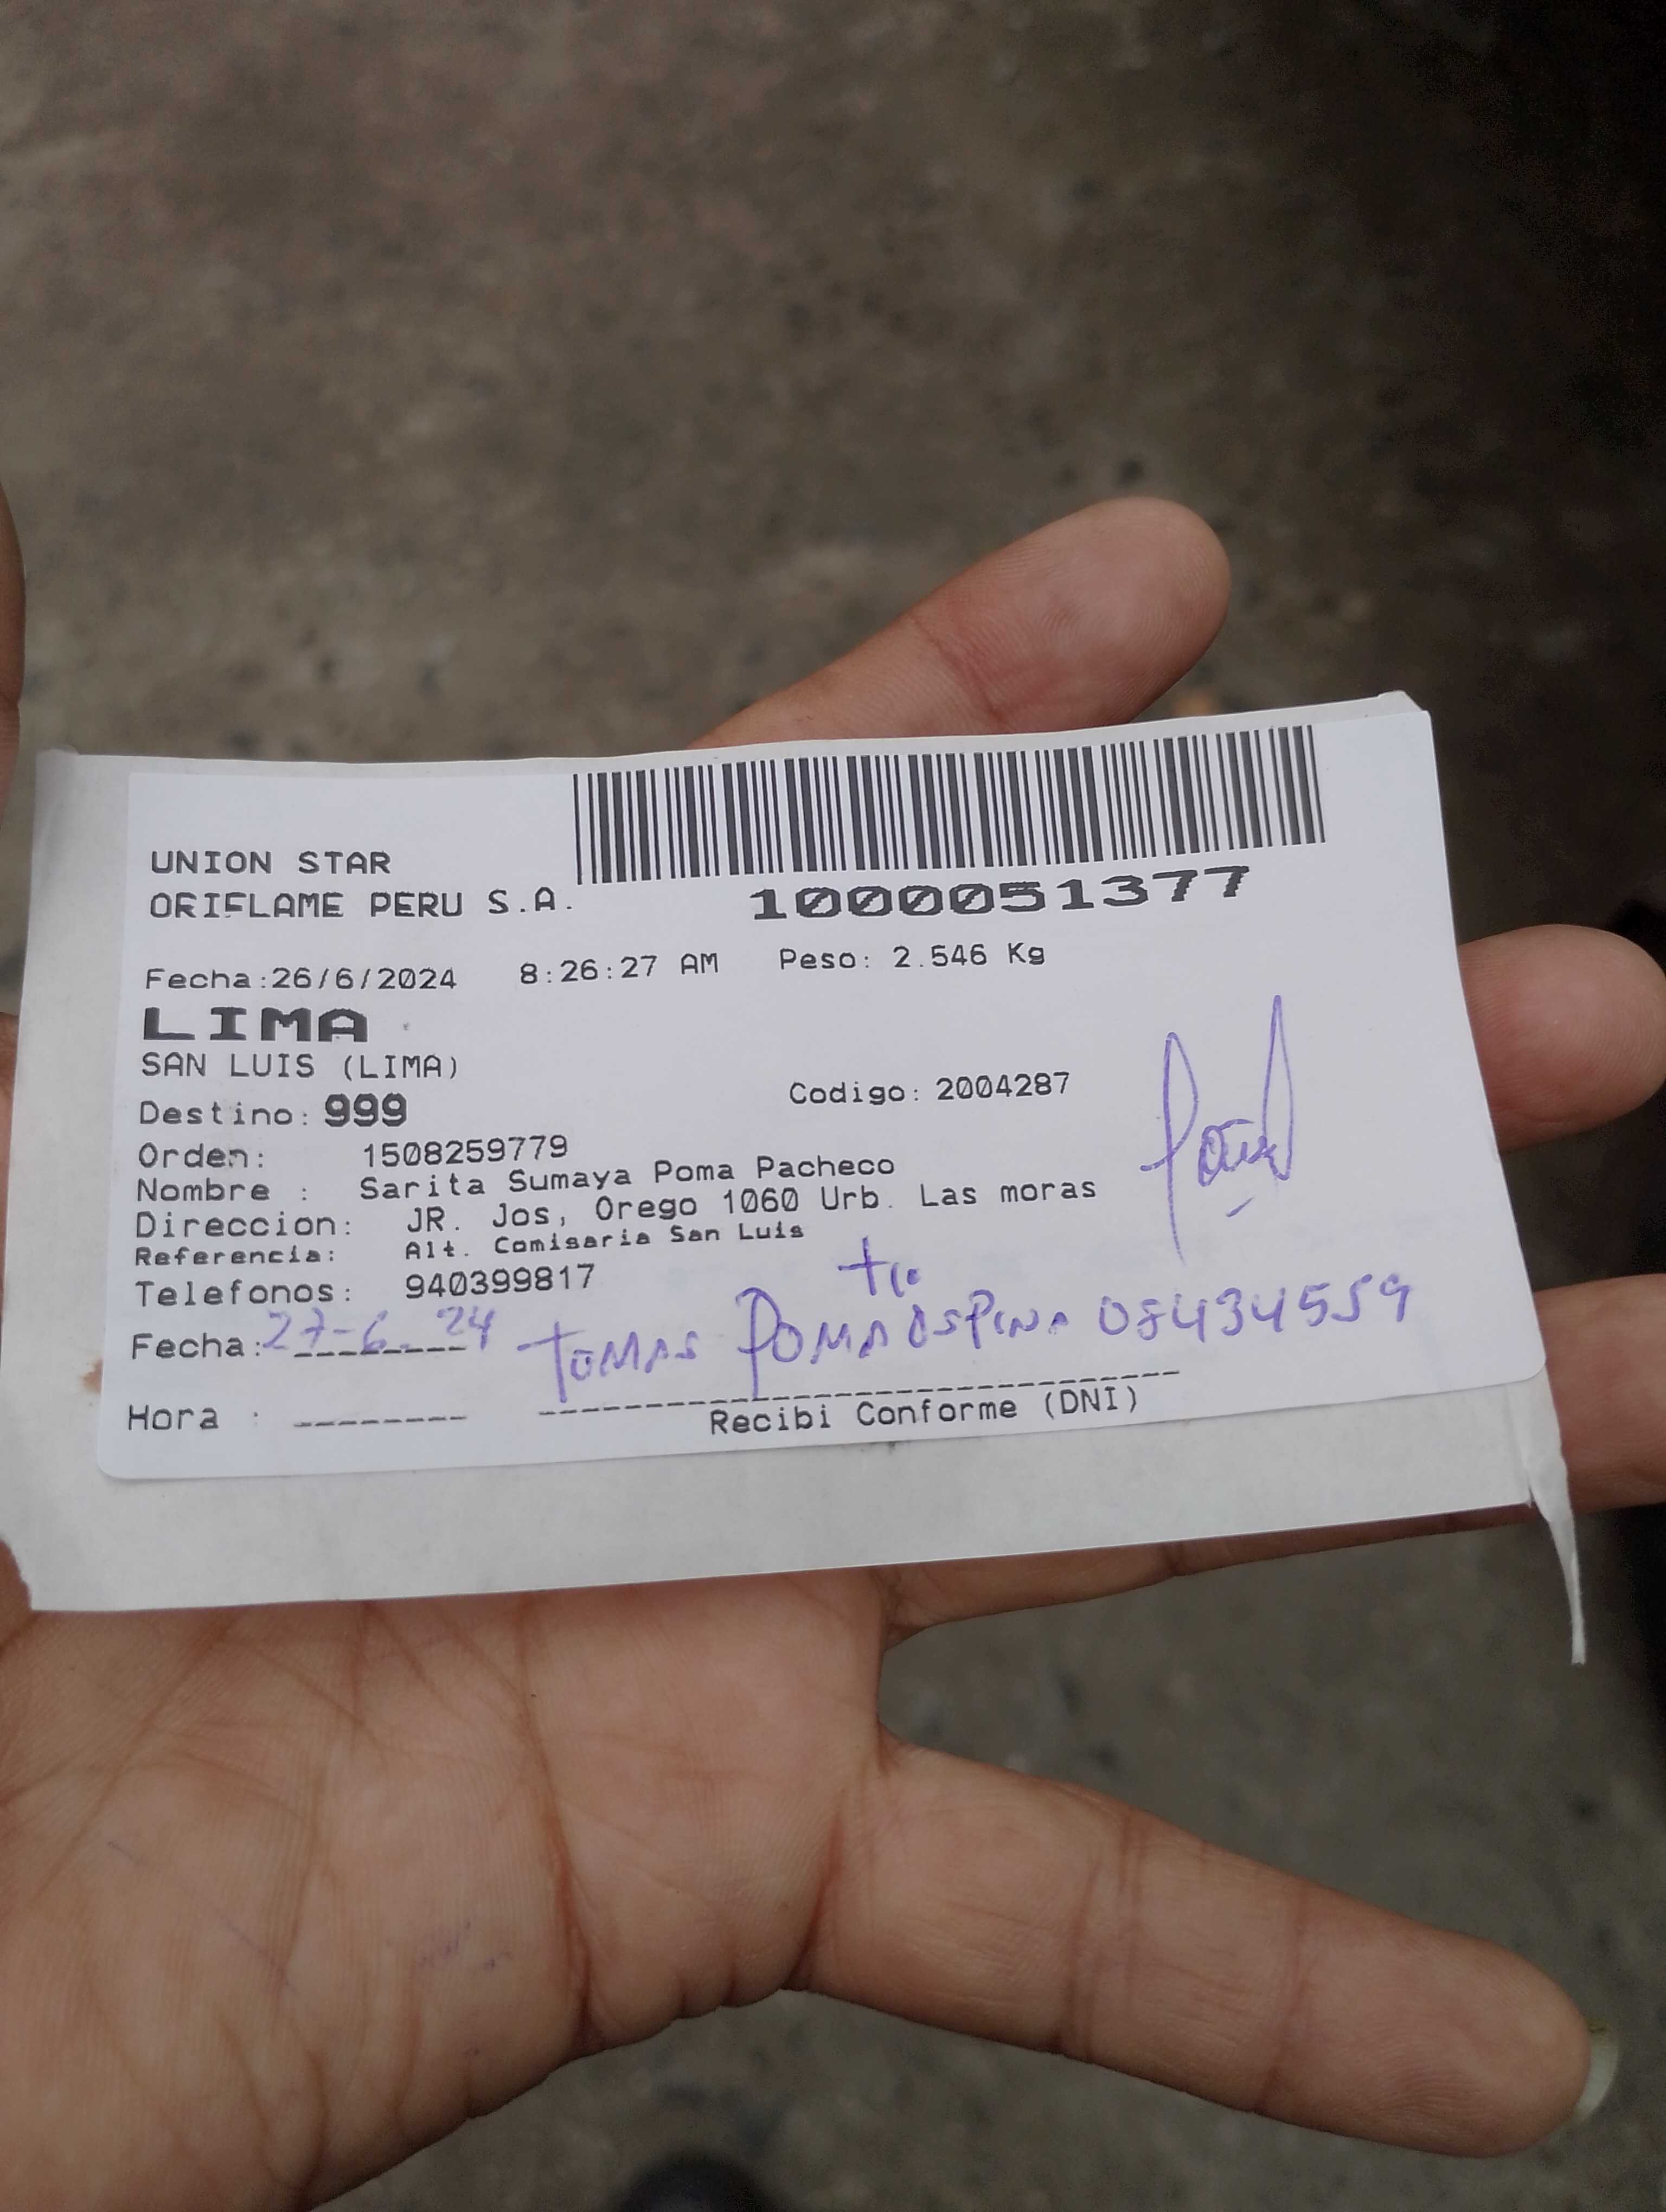 UNION STAR
ORIFLAME PERU S.A.
1000051377
Fecha:26/6/2024 8:26:27 AM Peso: 2.546 Kg
LIMA
SAN LUIS (LIMA)
Destino: 999 Codigo: 2004287
Orden: 1508259779
Nombre : Sarita Sumaya Poma Pacheco
Direccion: JR. Jos, Orego 1060 Urb. Las moras
Referencia: Alt. Comisaria San Luis
Telefonos: 940399817
tio
Fecha: 27-6-24 TOMAS POMA OSPINA 08434559
Hora : Recibi Conforme (DNI)